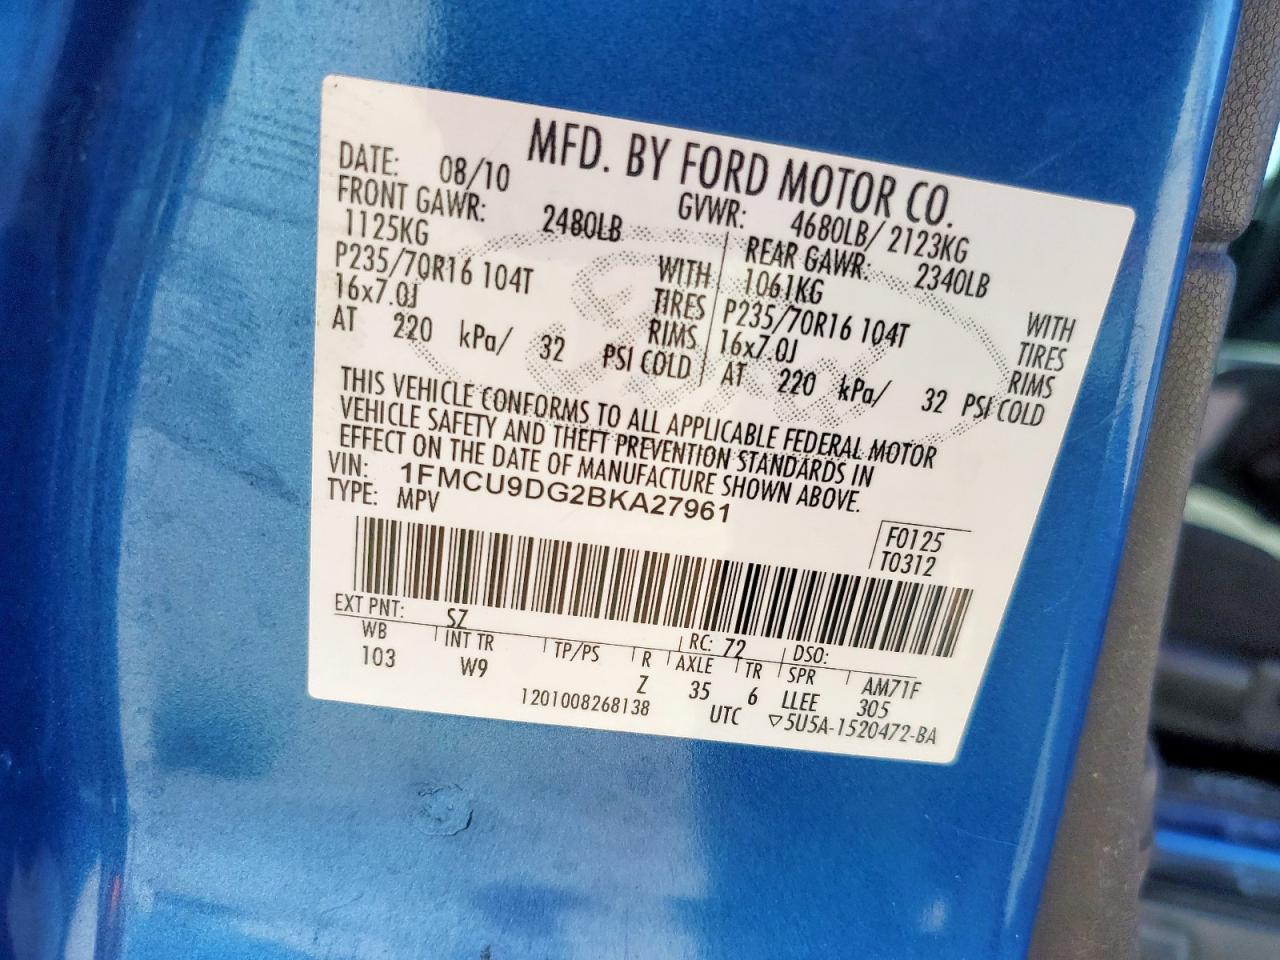 MFD. BY FORD MOTOR CO.
DATE: 08/10 GVWR: 4680LB/ 2123KG
FRONT GAWR: 2480LB REAR GAWR: 2340LB
1125KG WITH 1061KG WITH
P235/70R16 104T TIRES P235/70R16 104T TIRES
16x7.0J RIMS 16x7.0J RIMS
AT 220 kPa/ 32 PSI COLD AT 220 kPa/ 32 PSI COLD
THIS VEHICLE CONFORMS TO ALL APPLICABLE FEDERAL MOTOR
VEHICLE SAFETY AND THEFT PREVENTION STANDARDS IN
EFFECT ON THE DATE OF MANUFACTURE SHOWN ABOVE.
VIN: 1FMCU9DG2BKA27961
TYPE: MPV
F0125
T0312
EXT PNT: SZ RC: 72 DSO:
WB INT TR TP/PS R AXLE TR SPR AM71F
103 W9 Z 35 6 LLEE 305
1201008268138 UTC ▽5U5A-1520472-BA